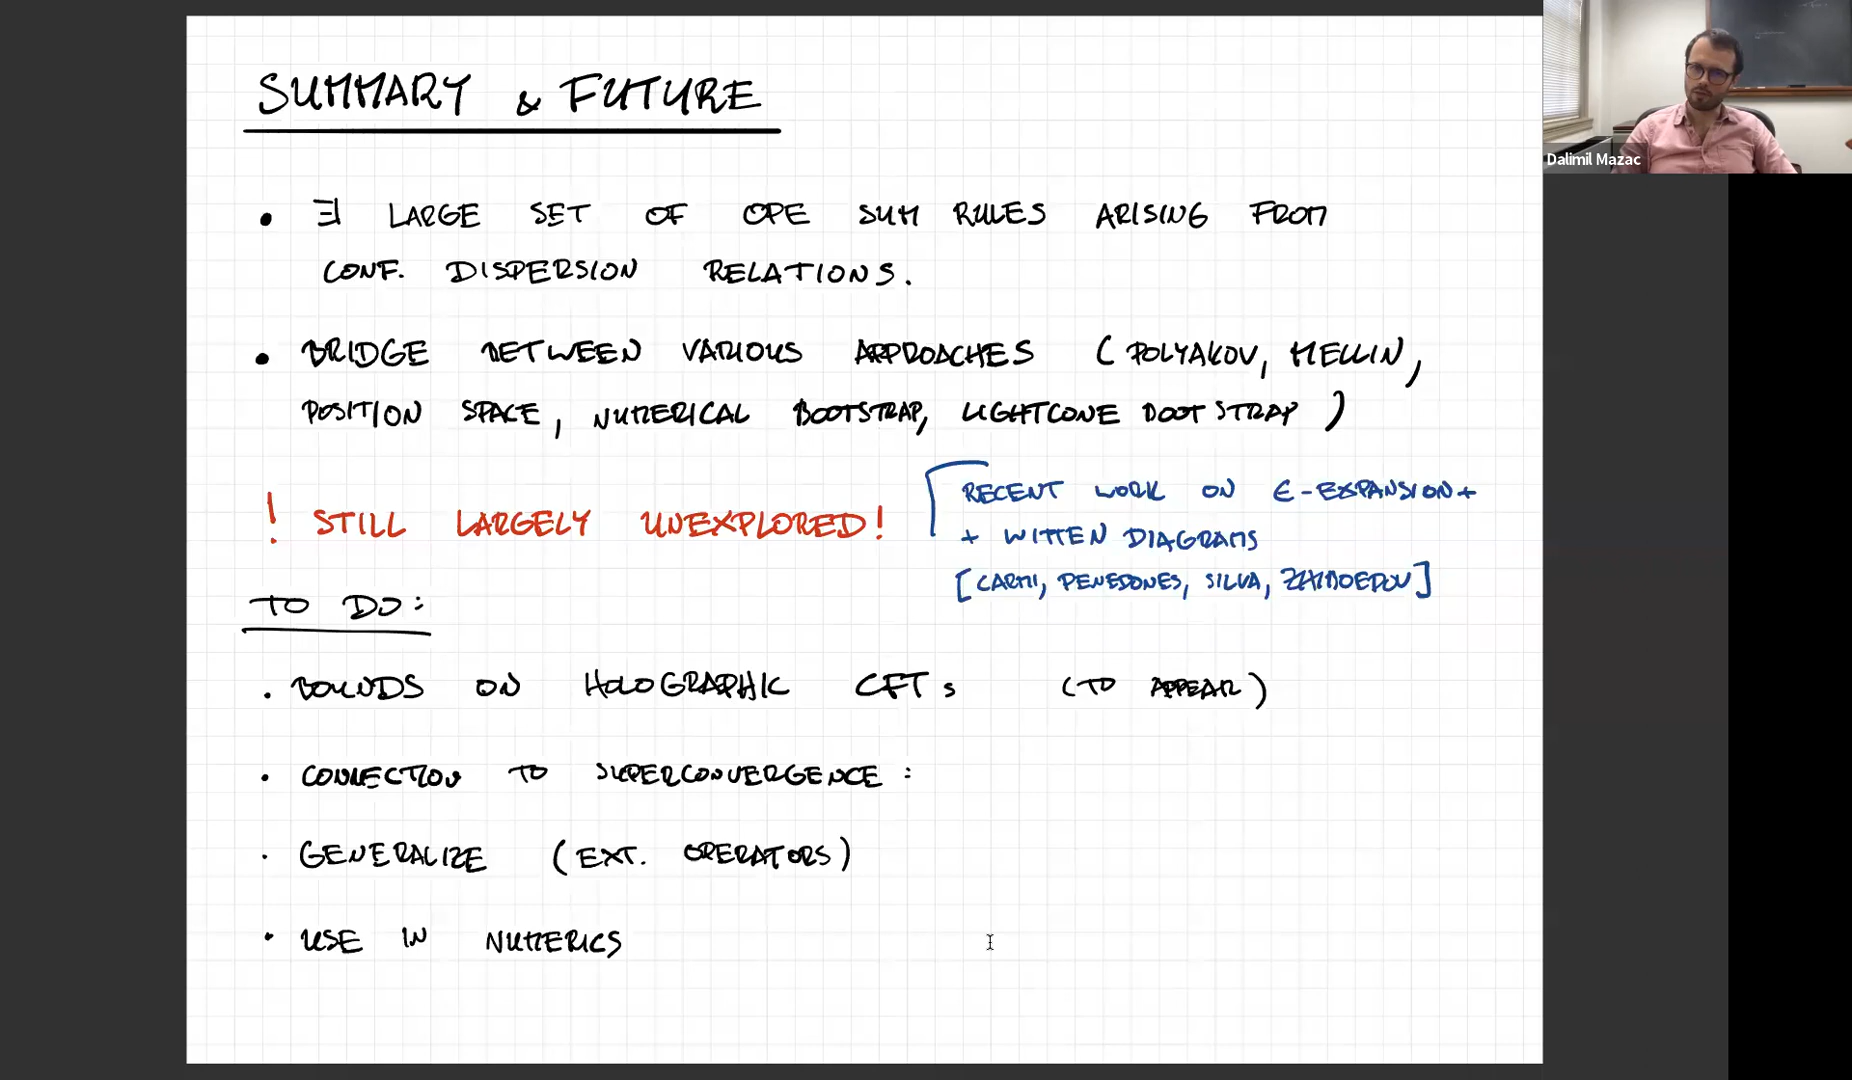 SUMMARY & FUTURE
• ∃ LARGE SET OF OPE SUM RULES ARISING FROM
CONF. DISPERSION RELATIONS.
• BRIDGE BETWEEN VARIOUS APPROACHES (POLYAKOV, MELLIN,
POSITION SPACE, NUMERICAL BOOTSTRAP, LIGHTCONE BOOTSTRAP)
! STILL LARGELY UNEXPLORED!
RECENT WORK ON ε-EXPANSION +
+ WITTEN DIAGRAMS
[CARMI, PENEDONES, SILVA, ZHIBOEDOV]
TO DO:
• BOUNDS ON HOLOGRAPHIC CFTs (TO APPEAR)
• CONNECTION TO SUPERCONVERGENCE:
• GENERALIZE (EXT. OPERATORS)
• USE IN NUMERICS
Dalimil Mazac